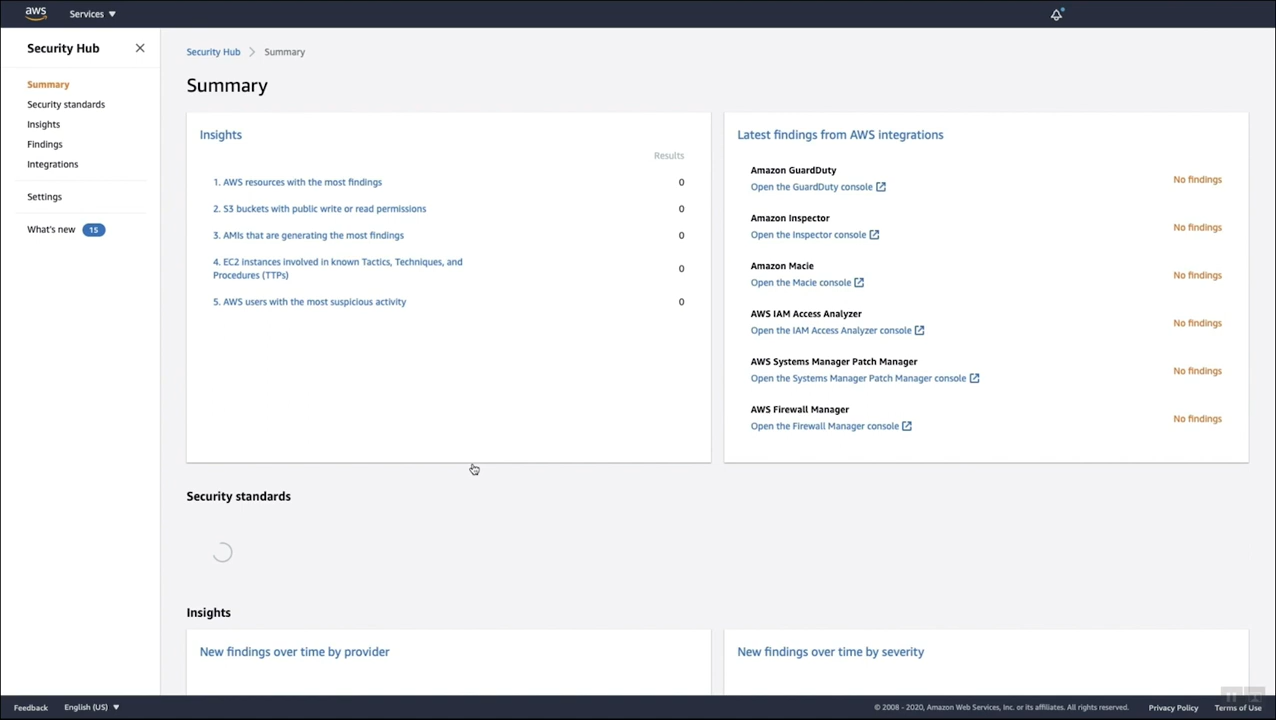 aws
Services
Security Hub
Summary
Security standards
Insights
Findings
Integrations
Settings
What's new 15
Security Hub Summary
Summary
Insights
Results
1. AWS resources with the most findings 0
2. S3 buckets with public write or read permissions 0
3. AMIs that are generating the most findings 0
4. EC2 instances involved in known Tactics, Techniques, and
Procedures (TTPs) 0
5. AWS users with the most suspicious activity 0
Latest findings from AWS integrations
Amazon GuardDuty
Open the GuardDuty console
No findings
Amazon Inspector
Open the Inspector console
No findings
Amazon Macie
Open the Macie console
No findings
AWS IAM Access Analyzer
Open the IAM Access Analyzer console
No findings
AWS Systems Manager Patch Manager
Open the Systems Manager Patch Manager console
No findings
AWS Firewall Manager
Open the Firewall Manager console
No findings
Security standards
Insights
New findings over time by provider
New findings over time by severity
Feedback
English (US)
© 2008 - 2020, Amazon Web Services, Inc. or its affiliates. All rights reserved.
Privacy Policy
Terms of Use